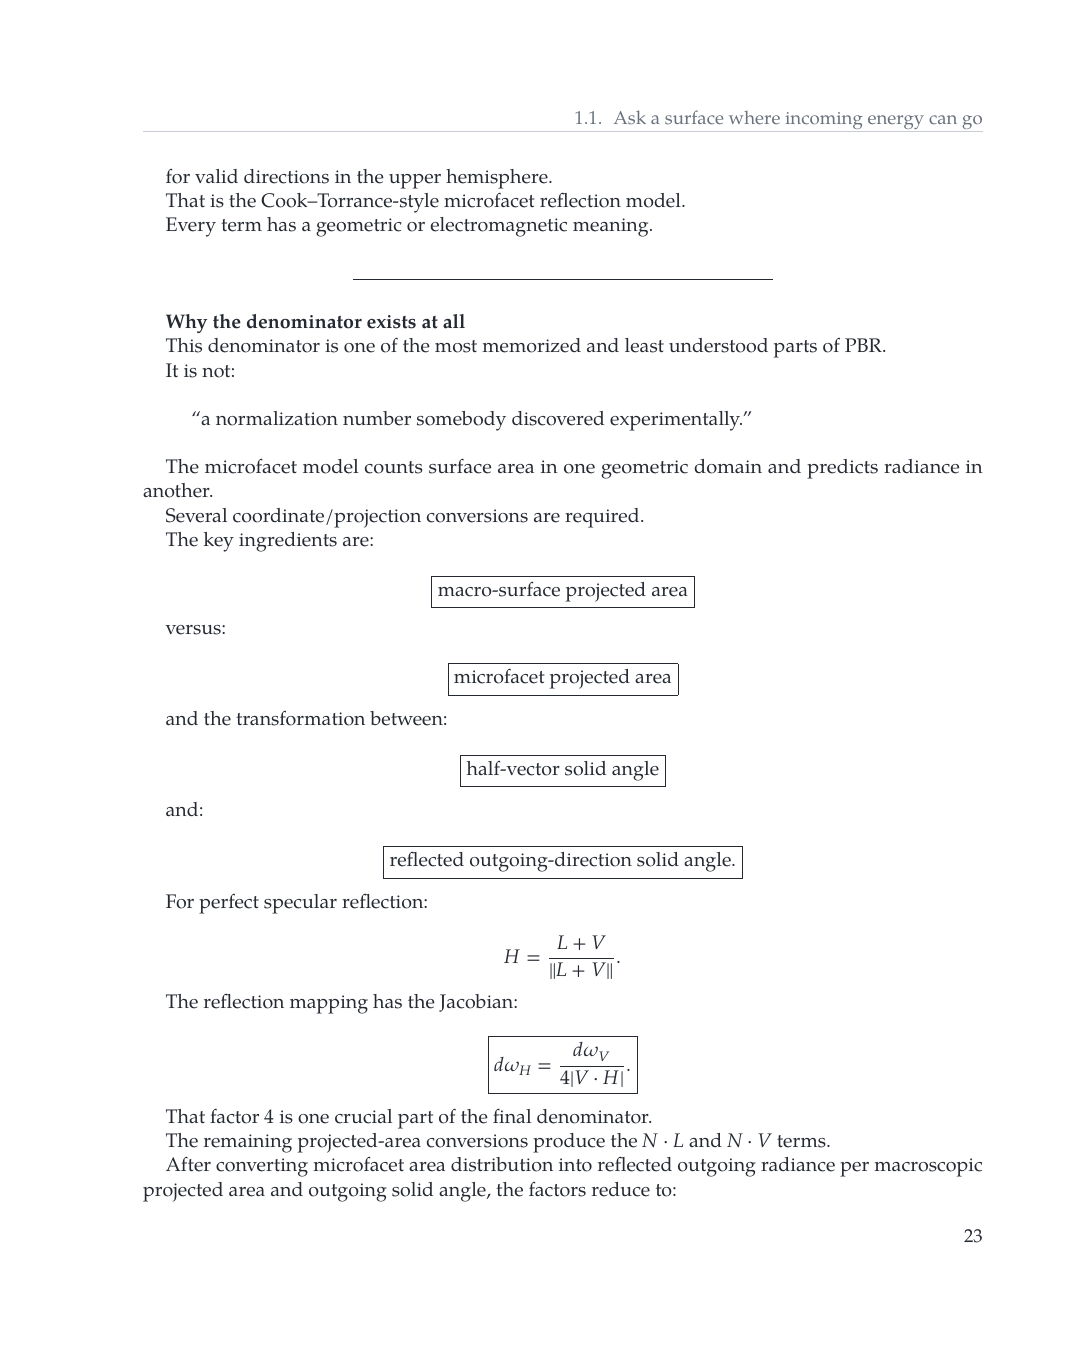 1.1. Ask a surface where incoming energy can go
for valid directions in the upper hemisphere.
That is the Cook–Torrance-style microfacet reflection model.
Every term has a geometric or electromagnetic meaning.
Why the denominator exists at all
This denominator is one of the most memorized and least understood parts of PBR.
It is not:
“a normalization number somebody discovered experimentally.”
The microfacet model counts surface area in one geometric domain and predicts radiance in
another.
Several coordinate/projection conversions are required.
The key ingredients are:
macro-surface projected area
versus:
microfacet projected area
and the transformation between:
half-vector solid angle
and:
reflected outgoing-direction solid angle.
For perfect specular reflection:
H = \frac{L + V}{\|L + V\|}.
The reflection mapping has the Jacobian:
dω_H = \frac{dω_V}{4|V · H|}.
That factor 4 is one crucial part of the final denominator.
The remaining projected-area conversions produce the N · L and N · V terms.
After converting microfacet area distribution into reflected outgoing radiance per macroscopic
projected area and outgoing solid angle, the factors reduce to:
23